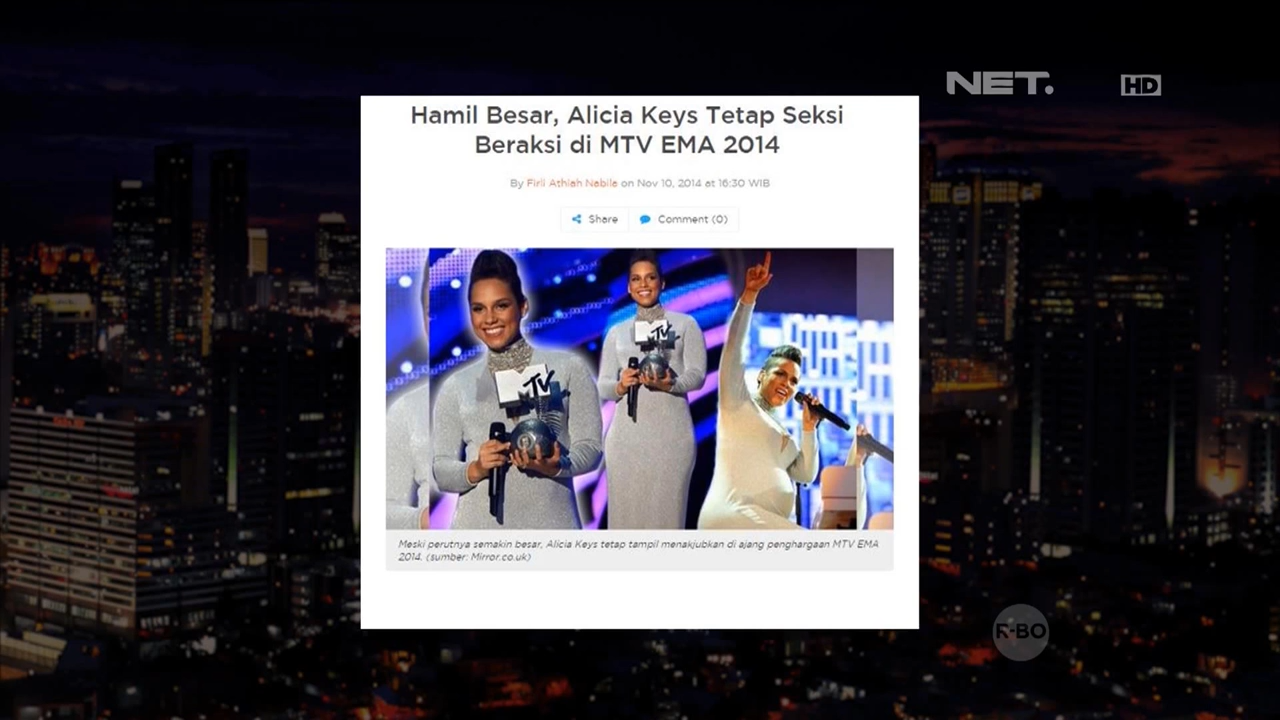 NET.
HD
Hamil Besar, Alicia Keys Tetap Seksi
Beraksi di MTV EMA 2014
By Firli Athiah Nabila on Nov 10, 2014 at 16:30 WIB
Share
Comment (0)
MTV
MTV
Meski perutnya semakin besar, Alicia Keys tetap tampil menakjubkan di ajang penghargaan MTV EMA
2014. (sumber: Mirror.co.uk)
R-BO